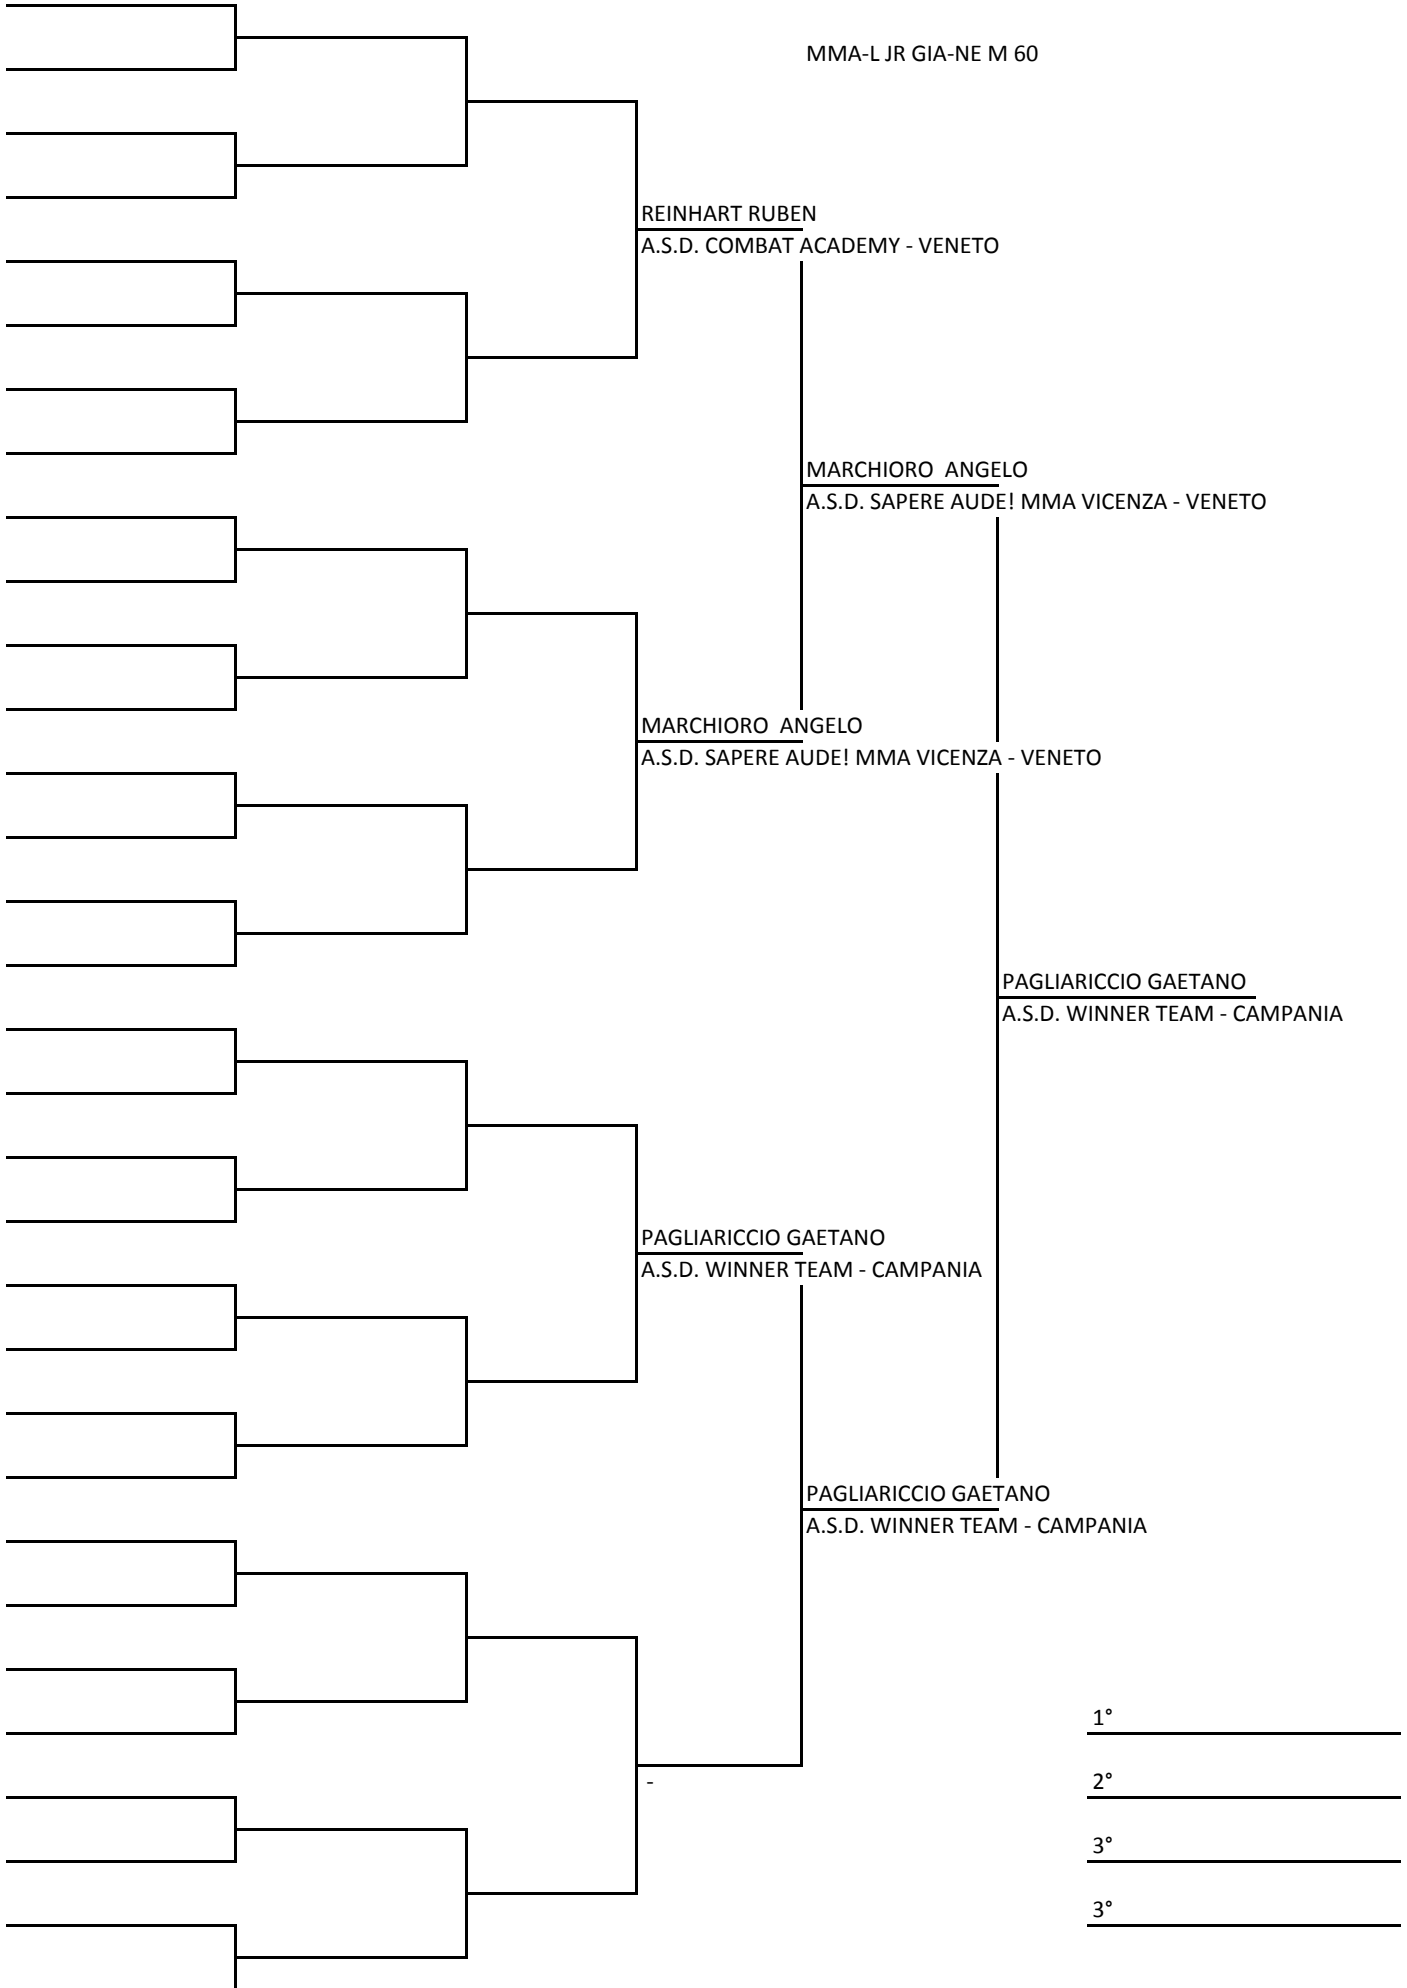 MMA-L JR GIA-NE M 60
REINHART RUBEN
A.S.D. COMBAT ACADEMY - VENETO
MARCHIORO  ANGELO
A.S.D. SAPERE AUDE! MMA VICENZA - VENETO
MARCHIORO  ANGELO
A.S.D. SAPERE AUDE! MMA VICENZA - VENETO
PAGLIARICCIO GAETANO
A.S.D. WINNER TEAM - CAMPANIA
PAGLIARICCIO GAETANO
A.S.D. WINNER TEAM - CAMPANIA
PAGLIARICCIO GAETANO
A.S.D. WINNER TEAM - CAMPANIA
1°
-
2°
3°
3°